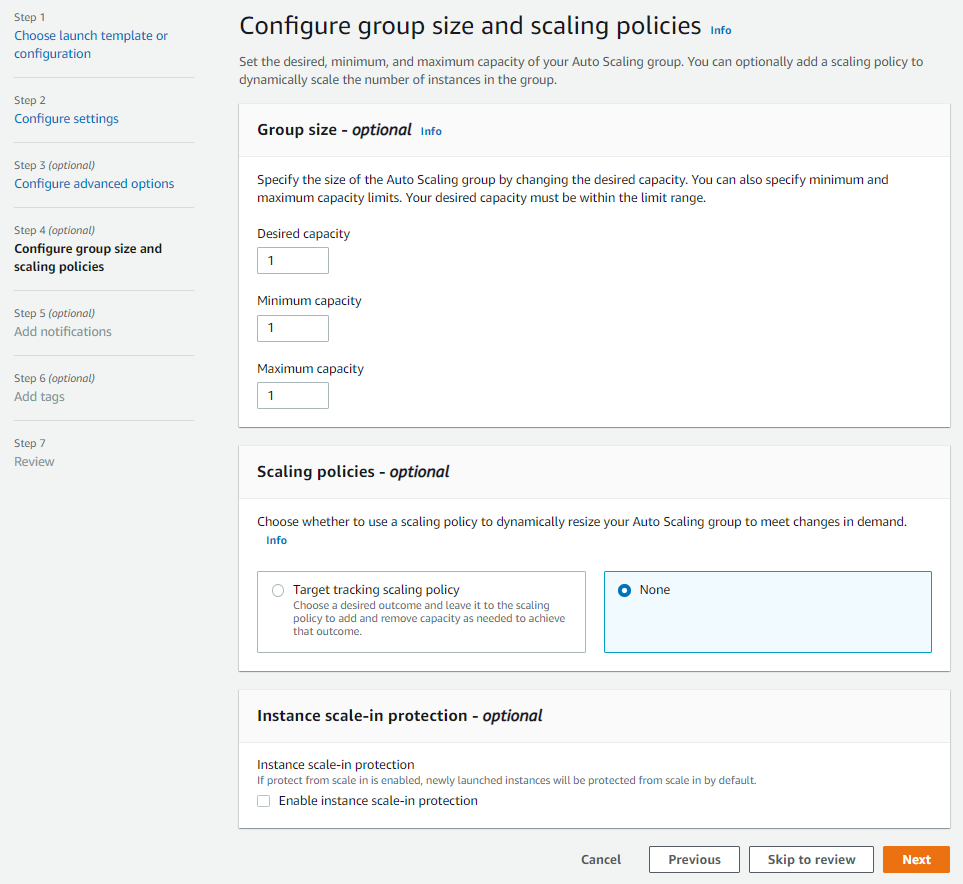 Step 1
Choose launch template or
configuration
Step 2
Configure settings
Step 3 (optional)
Configure advanced options
Step 4 (optional)
Configure group size and
scaling policies
Step 5 (optional)
Add notifications
Step 6 (optional)
Add tags
Step 7
Review
Configure group size and scaling policies Info
Set the desired, minimum, and maximum capacity of your Auto Scaling group. You can optionally add a scaling policy to
dynamically scale the number of instances in the group.
Group size - optional Info
Specify the size of the Auto Scaling group by changing the desired capacity. You can also specify minimum and
maximum capacity limits. Your desired capacity must be within the limit range.
Desired capacity
1
Minimum capacity
1
Maximum capacity
1
Scaling policies - optional
Choose whether to use a scaling policy to dynamically resize your Auto Scaling group to meet changes in demand.
Info
Target tracking scaling policy
Choose a desired outcome and leave it to the scaling
policy to add and remove capacity as needed to achieve
that outcome.
None
Instance scale-in protection - optional
Instance scale-in protection
If protect from scale in is enabled, newly launched instances will be protected from scale in by default.
Enable instance scale-in protection
Cancel Previous Skip to review Next